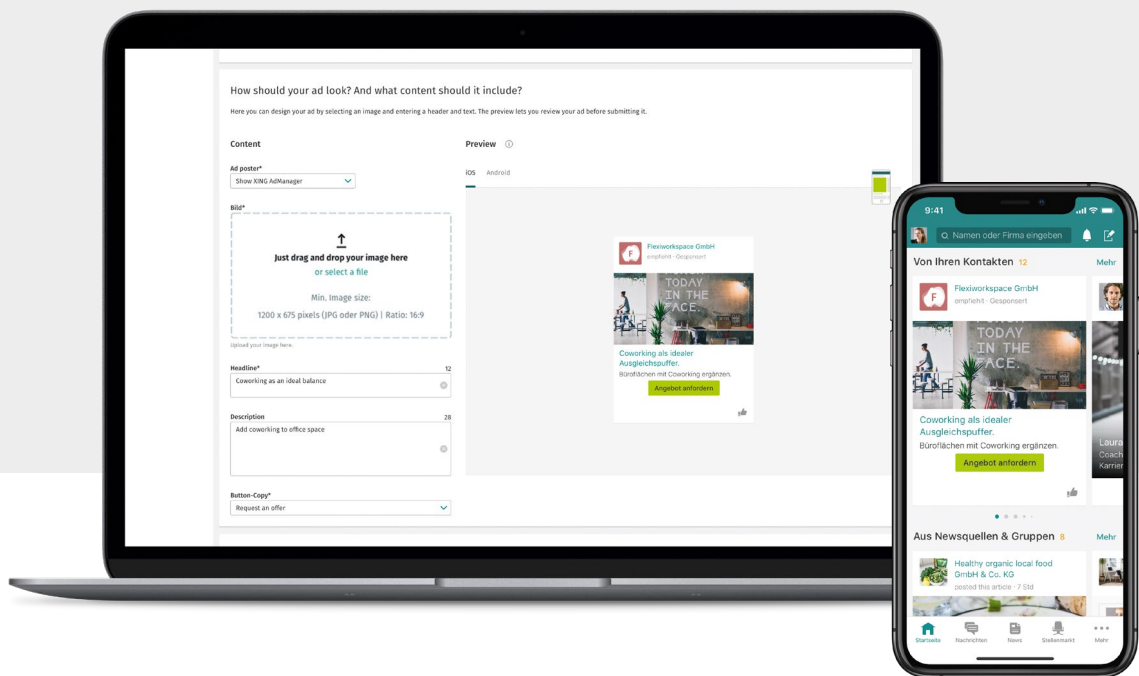 How should your ad look? And what content should it include?
Here you can design your ad by selecting an image and entering a header and text. The preview lets you review your ad before submitting it.
Content
Preview
Ad poster*
Show XING AdManager
iOS Android
Bild*
Just drag and drop your image here
or select a file
Min. Image size:
1200 x 675 pixels (JPG oder PNG) | Ratio: 16:9
Upload your image here.
Headline*
12
Coworking as an ideal balance
Description
28
Add coworking to office space
Button-Copy*
Request an offer
F
Flexiworkspace GmbH
empfiehlt · Gesponsert
TODAY
IN THE
FACE.
Coworking als idealer
Ausgleichspuffer.
Büroflächen mit Coworking ergänzen.
Angebot anfordern
9:41
Namen oder Firma eingeben
Von Ihren Kontakten 12
Mehr
F
Flexiworkspace GmbH
empfiehlt · Gesponsert
TODAY
IN THE
FACE.
Coworking als idealer
Ausgleichspuffer.
Büroflächen mit Coworking ergänzen.
Angebot anfordern
Laura
Coach
Karrier
Aus Newsquellen & Gruppen 8
Mehr
Healthy organic local food
GmbH & Co. KG
posted this article · 7 Std
Startseite
Nachrichten
News
Stellenmarkt
Mehr